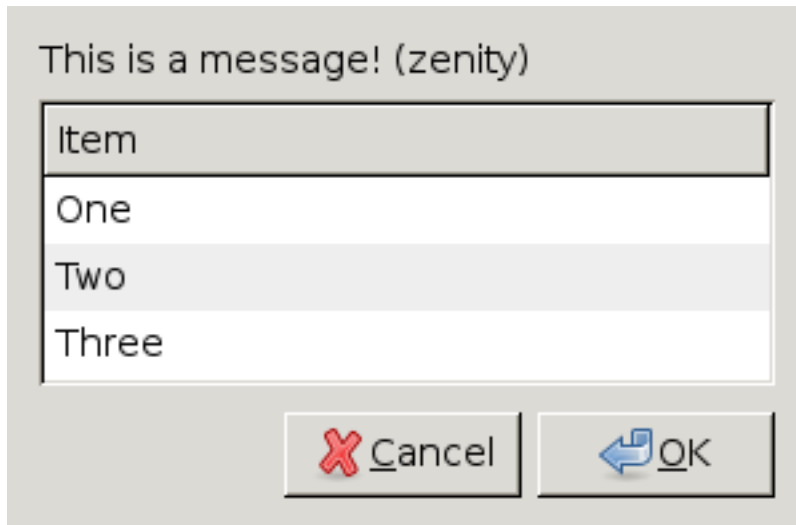 This is a message! (zenity)
Item
One
Two
Three
Cancel OK